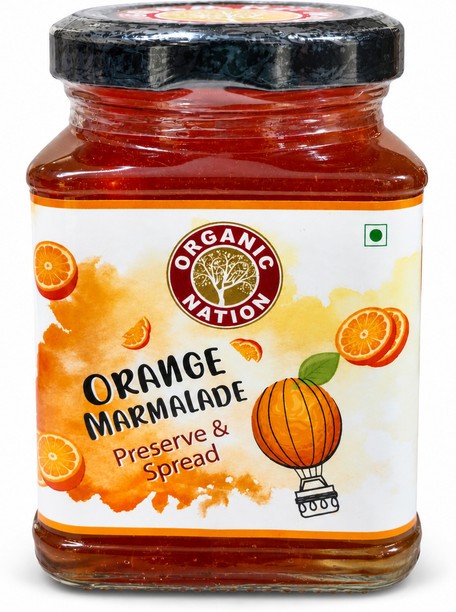 ORGANIC
NATION
ORANGE
MARMALADE
Preserve &
Spread